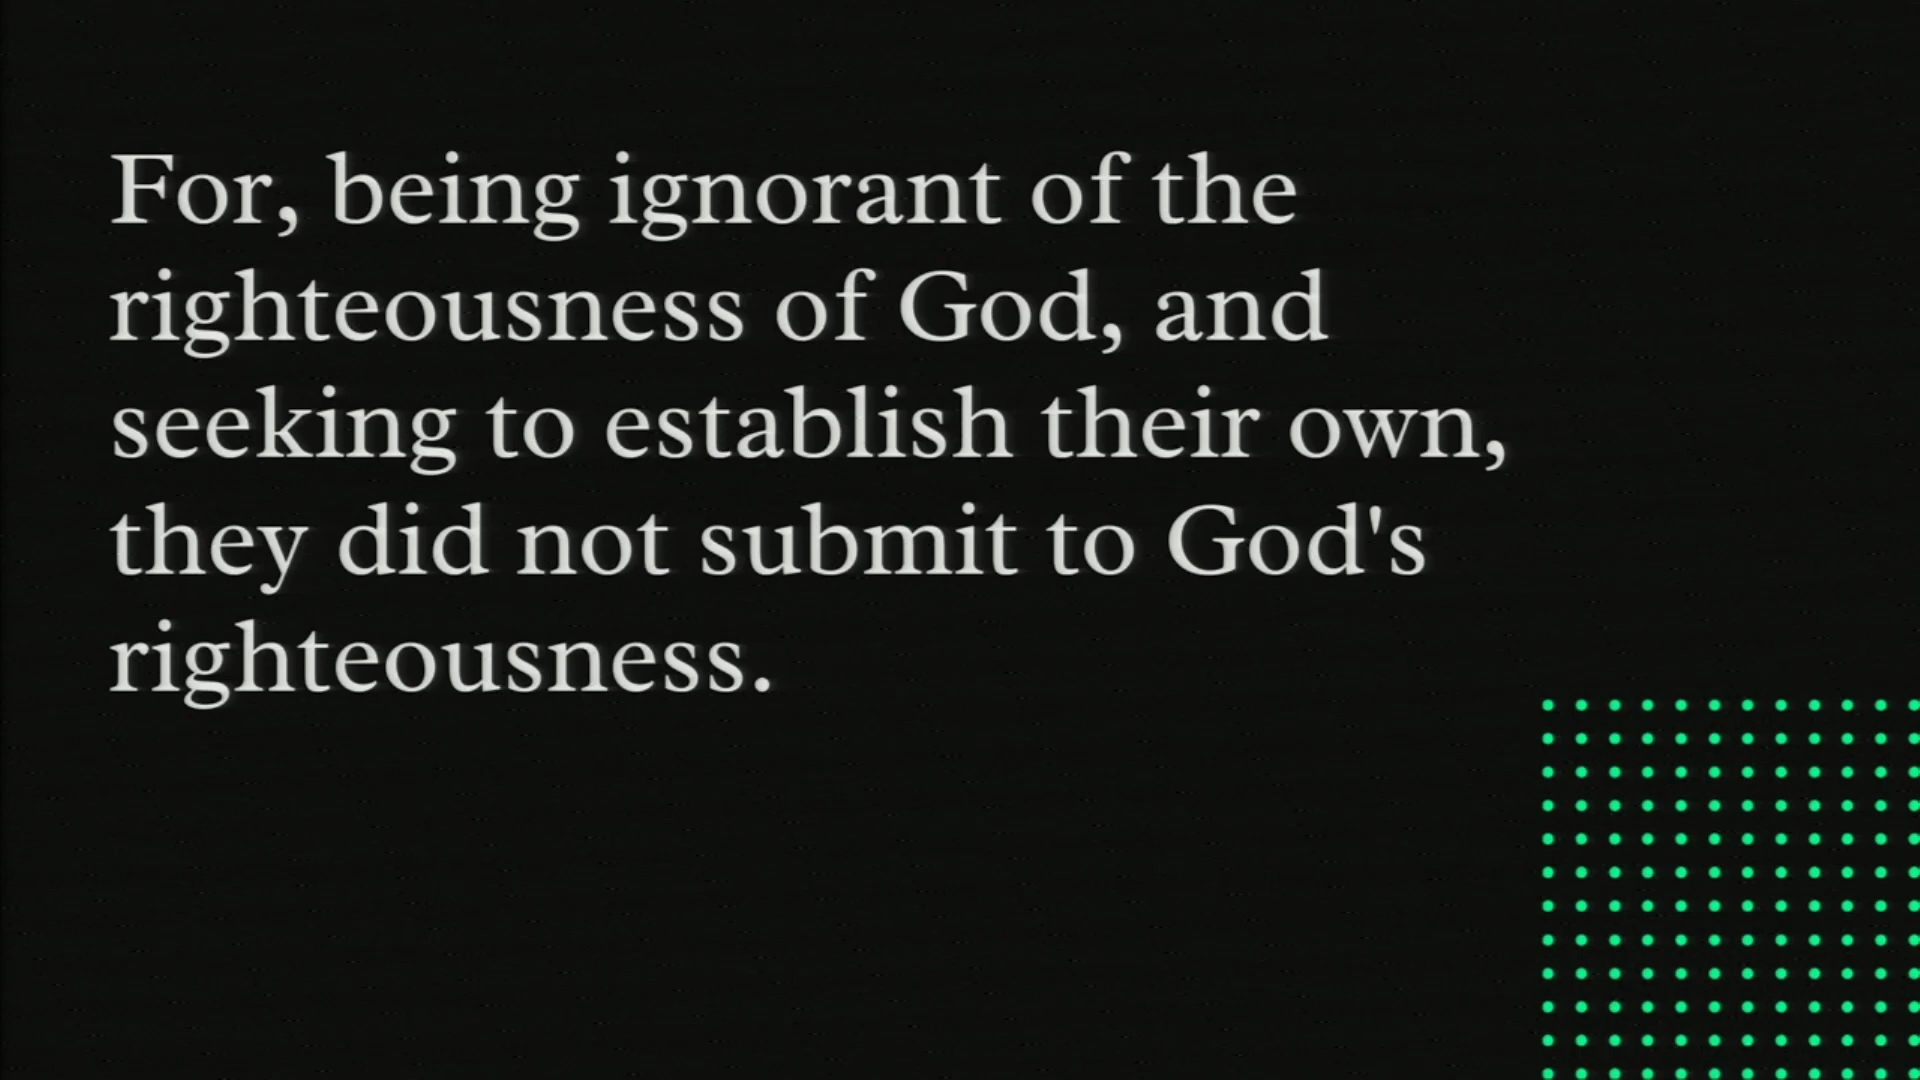 For, being ignorant of the
righteousness of God, and
seeking to establish their own,
they did not submit to God's
righteousness.